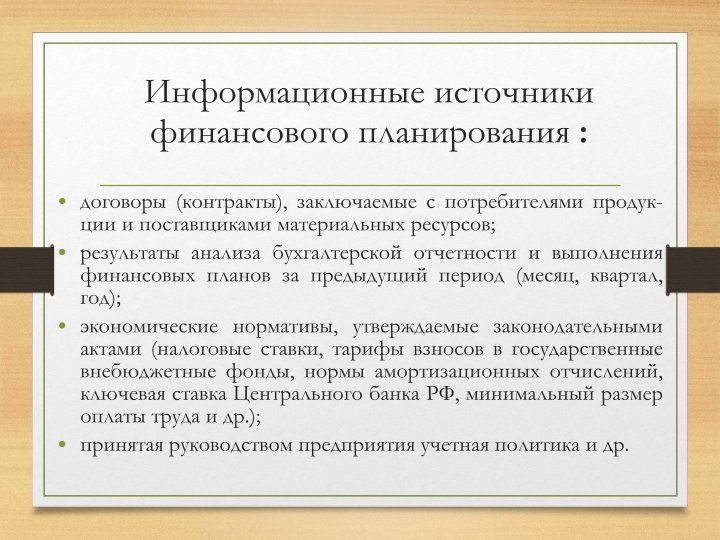 Информационные источники
финансового планирования :
• договоры (контракты), заключаемые с потребителями продук-
ции и поставщиками материальных ресурсов;
• результаты анализа бухгалтерской отчетности и выполнения
финансовых планов за предыдущий период (месяц, квартал,
год);
• экономические нормативы, утверждаемые законодательными
актами (налоговые ставки, тарифы взносов в государственные
внебюджетные фонды, нормы амортизационных отчислений,
ключевая ставка Центрального банка РФ, минимальный размер
оплаты труда и др.);
• принятая руководством предприятия учетная политика и др.